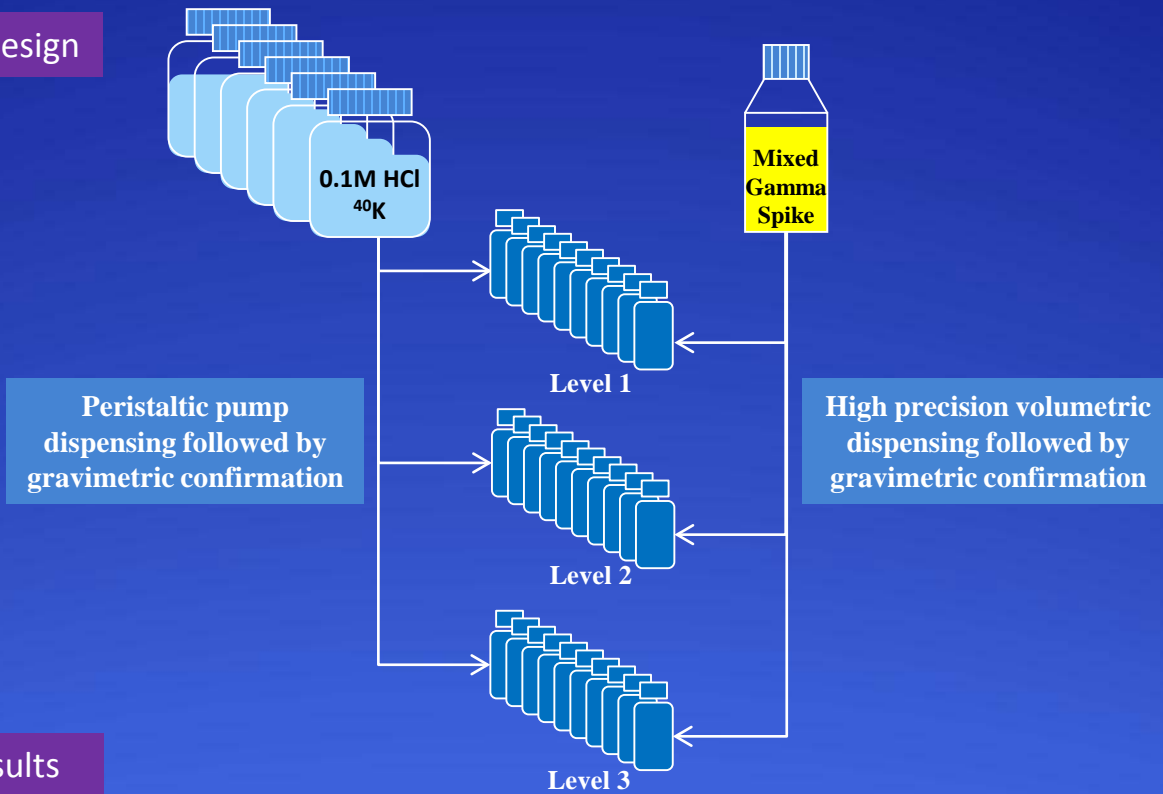 esign
0.1M HCl
⁴⁰K
Mixed
Gamma
Spike
Level 1
Peristaltic pump
dispensing followed by
gravimetric confirmation
High precision volumetric
dispensing followed by
gravimetric confirmation
Level 2
Level 3
sults